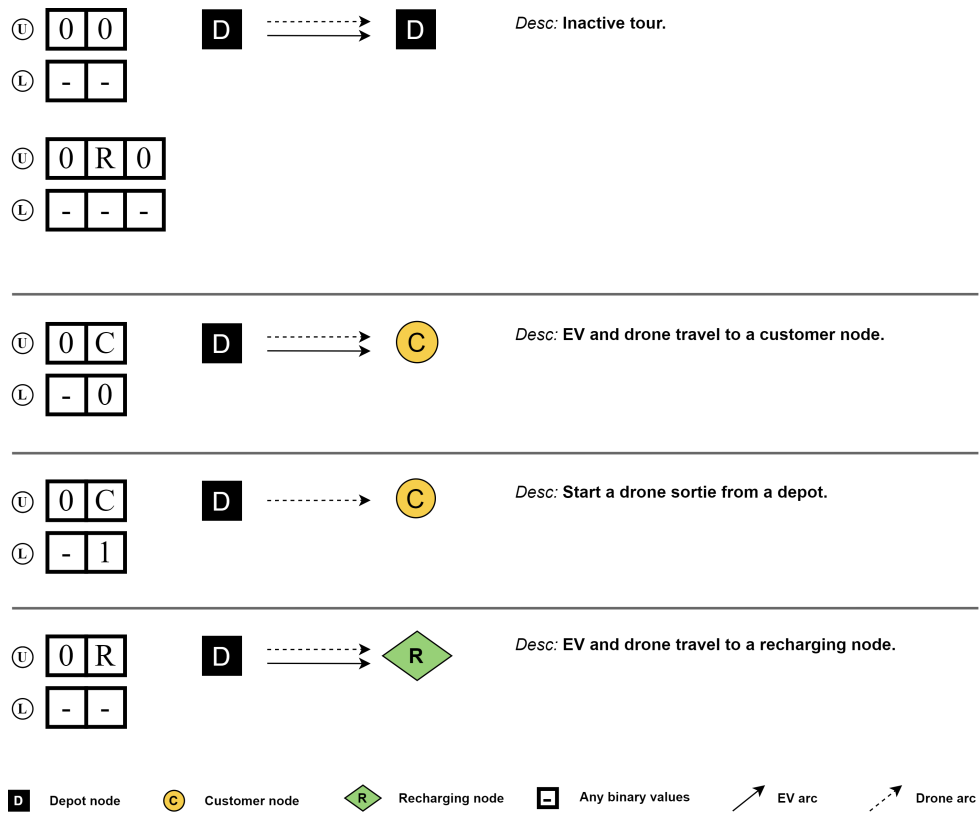 U 0 0 D D Desc: Inactive tour.
L - -
U 0 R 0
L - - -
U 0 C D C Desc: EV and drone travel to a customer node.
L - 0
U 0 C D C Desc: Start a drone sortie from a depot.
L - 1
U 0 R D R Desc: EV and drone travel to a recharging node.
L - -
D Depot node C Customer node R Recharging node - Any binary values EV arc Drone arc